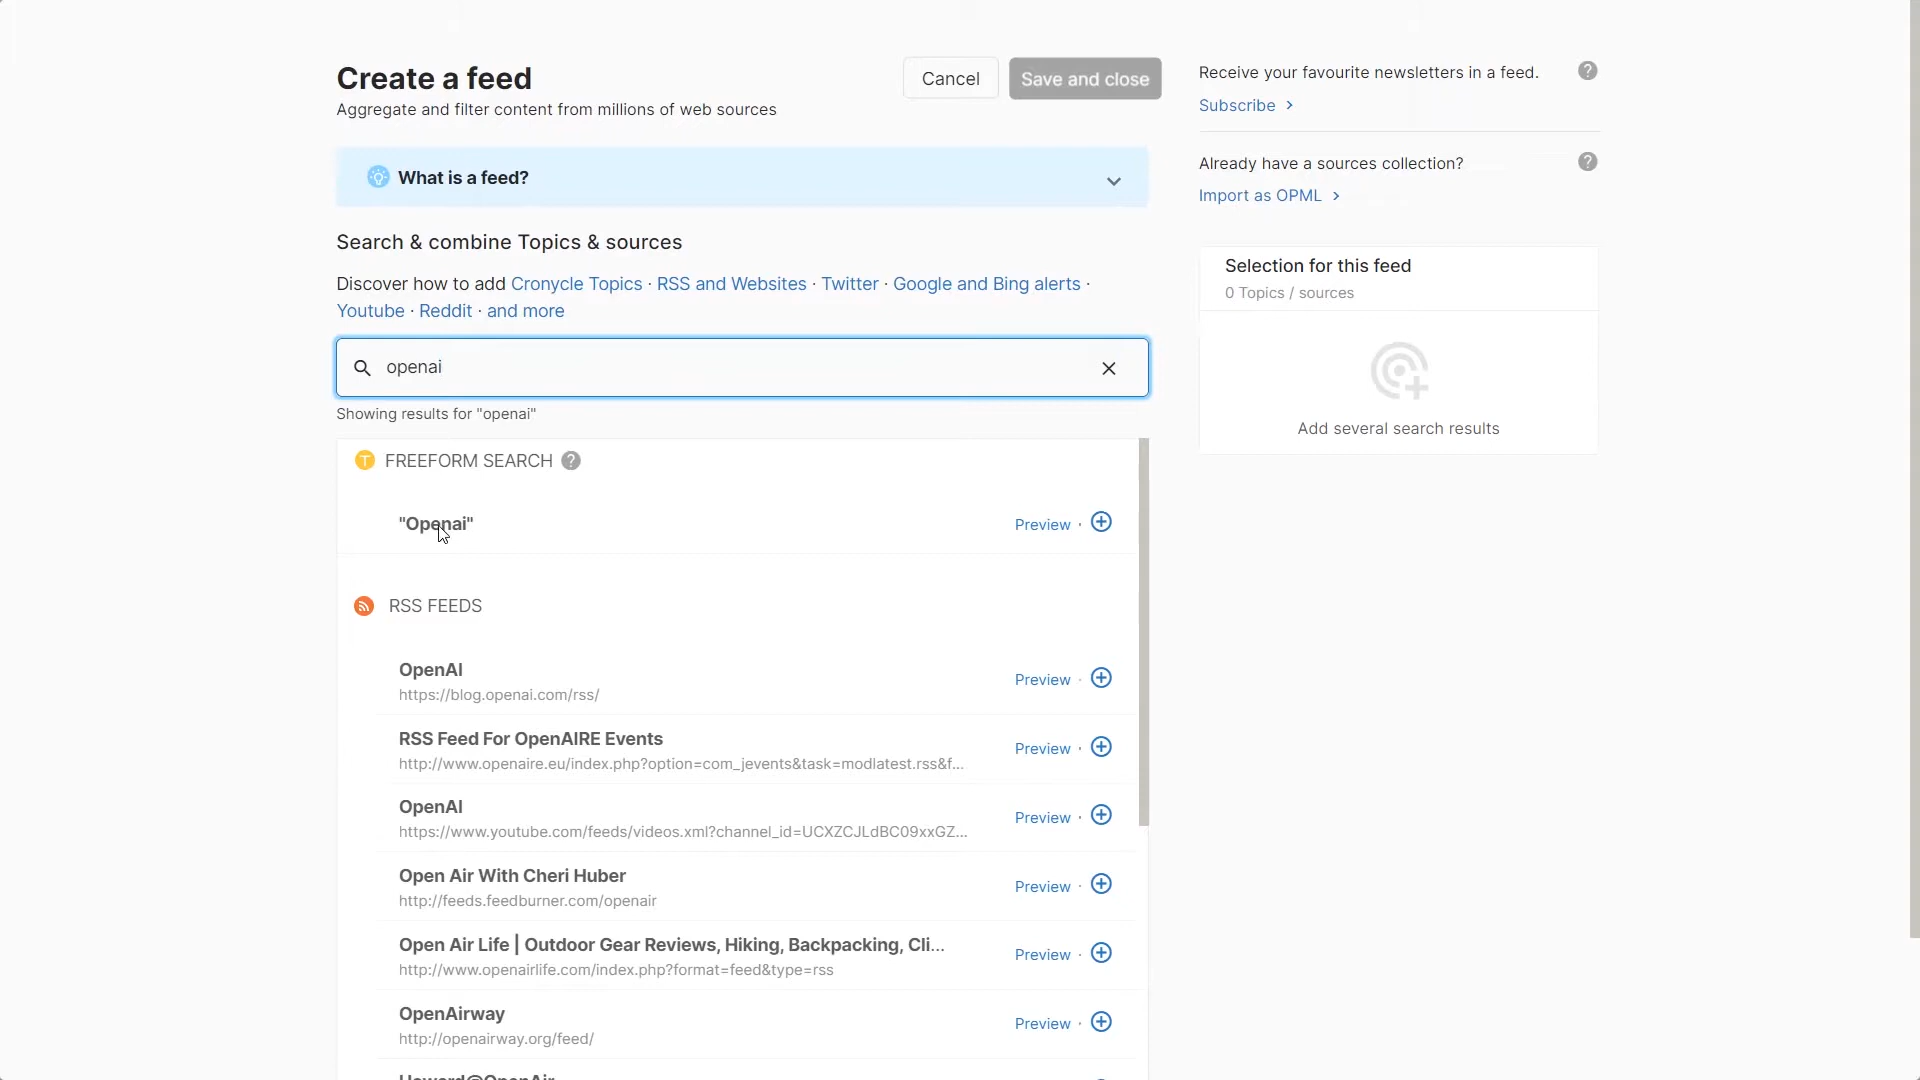 Create a feed
Aggregate and filter content from millions of web sources
Cancel
Save and close
What is a feed?
Search & combine Topics & sources
Discover how to add Cronycle Topics · RSS and Websites · Twitter · Google and Bing alerts ·
Youtube · Reddit · and more
openai
Showing results for "openai"
T FREEFORM SEARCH ?
"Openai"
Preview ·
RSS FEEDS
OpenAI
https://blog.openai.com/rss/
Preview ·
RSS Feed For OpenAIRE Events
http://www.openaire.eu/index.php?option=com_jevents&task=modlatest.rss&f...
Preview ·
OpenAI
https://www.youtube.com/feeds/videos.xml?channel_id=UCXZCJLdBC09xxGZ...
Preview ·
Open Air With Cheri Huber
http://feeds.feedburner.com/openair
Preview ·
Open Air Life | Outdoor Gear Reviews, Hiking, Backpacking, Cli...
http://www.openairlife.com/index.php?format=feed&type=rss
Preview ·
OpenAirway
http://openairway.org/feed/
Preview ·
Howard@OpenAir
Receive your favourite newsletters in a feed. ?
Subscribe >
Already have a sources collection? ?
Import as OPML >
Selection for this feed
0 Topics / sources
Add several search results